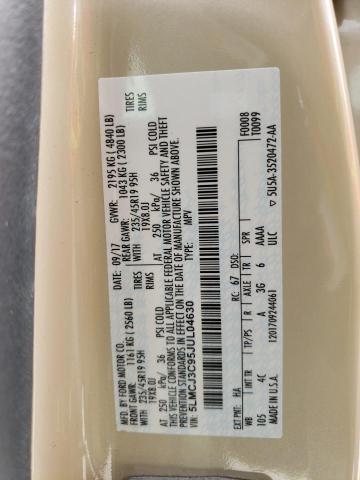 MFD. BY FORD MOTOR CO.
09/17 GVWR: 2195 KG ( 4840 LB)
FRONT GAWR: 1161 KG ( 2560 LB) REAR GAWR: 1043 KG ( 2300 LB)
WITH 235/45R19 95H WITH 235/45R19 95H TIRES
19X8.0J 19X8.0J RIMS
AT 250 kPa/ 36 PSI COLD AT 250 kPa/ 36 PSI COLD
THIS VEHICLE CONFORMS TO ALL APPLICABLE FEDERAL MOTOR VEHICLE SAFETY AND THEFT PREVENTION STANDARDS IN EFFECT ON THE DATE OF MANUFACTURE SHOWN ABOVE.
VIN: 5LMCJ3C95JUL04630
TYPE:
F0008
T0099
EXT PNT: HA RC: 67 DSO:
WB TP/PS R AXLE TR SPR
105 4C A 3G 6 AAAA
MADE IN U.S.A. 1201709244061 ULC
5U5A-3520472-AA
TIRES
RIMS